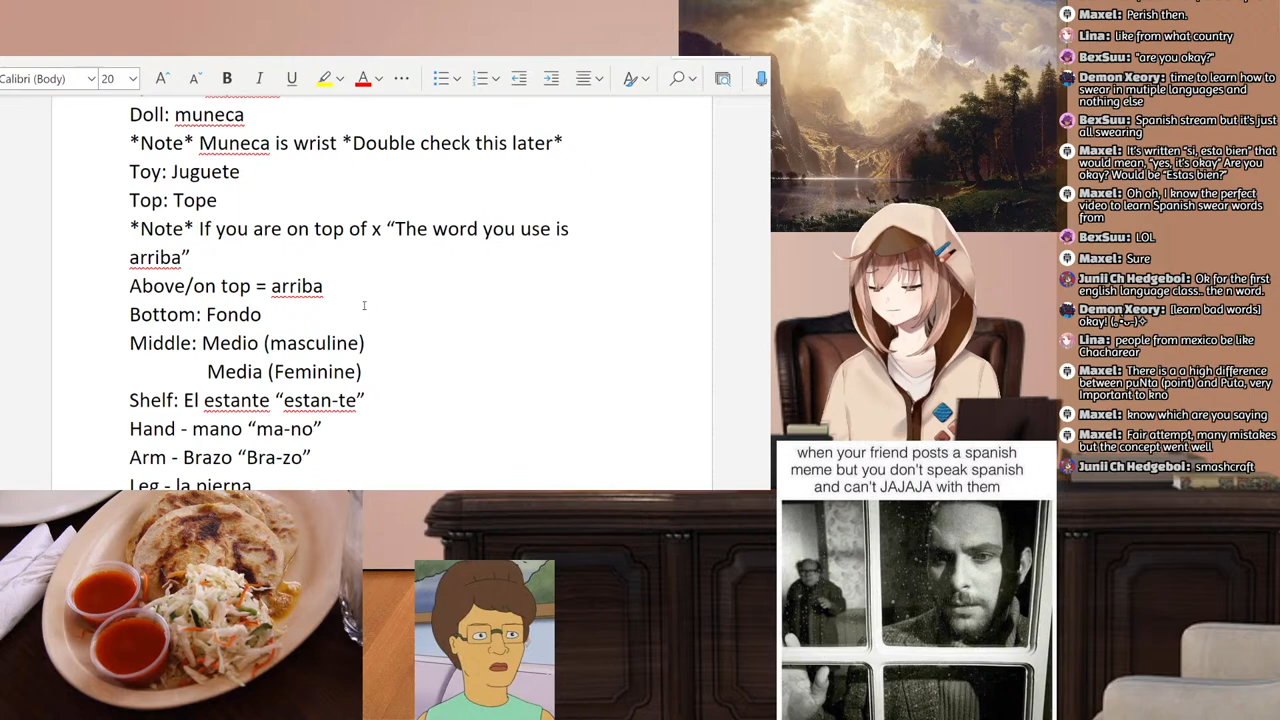 Calibri (Body)
20
Doll: muneca
*Note* Muneca is wrist *Double check this later*
Toy: Juguete
Top: Tope
*Note* If you are on top of x “The word you use is
arriba”
Above/on top = arriba
Bottom: Fondo
Middle: Medio (masculine)
Media (Feminine)
Shelf: El estante “estan-te”
Hand - mano “ma-no”
Arm - Brazo “Bra-zo”
Leg - la pierna
Maxel: Perish then.
Lina: like from what country
BexSuu: "are you okay?"
Demon Xeory: time to learn how to
swear in mutiple languages and
nothing else
BexSuu: Spanish stream but it's just
all swearing
Maxel: It's written "si, esta bien" that
would mean, "yes, it's okay" Are you
okay? Would be "Estas bien?"
Maxel: Oh oh, I know the perfect
video to learn Spanish swear words
from
BexSuu: LOL
Maxel: Sure
Junii Ch Hedgeboi: Ok for the first
english language class.. the n word.
Demon Xeory: [learn bad words]
okay!
Lina: people from mexico be like
Chacharear
Maxel: There is a a high difference
between puNta (point) and Puta, very
important to kno
Maxel: know which are you saying
Maxel: Fair attempt, many mistakes
but the concept went well
Junii Ch Hedgeboi: smashcraft
when your friend posts a spanish
meme but you don't speak spanish
and can't JAJAJA with them